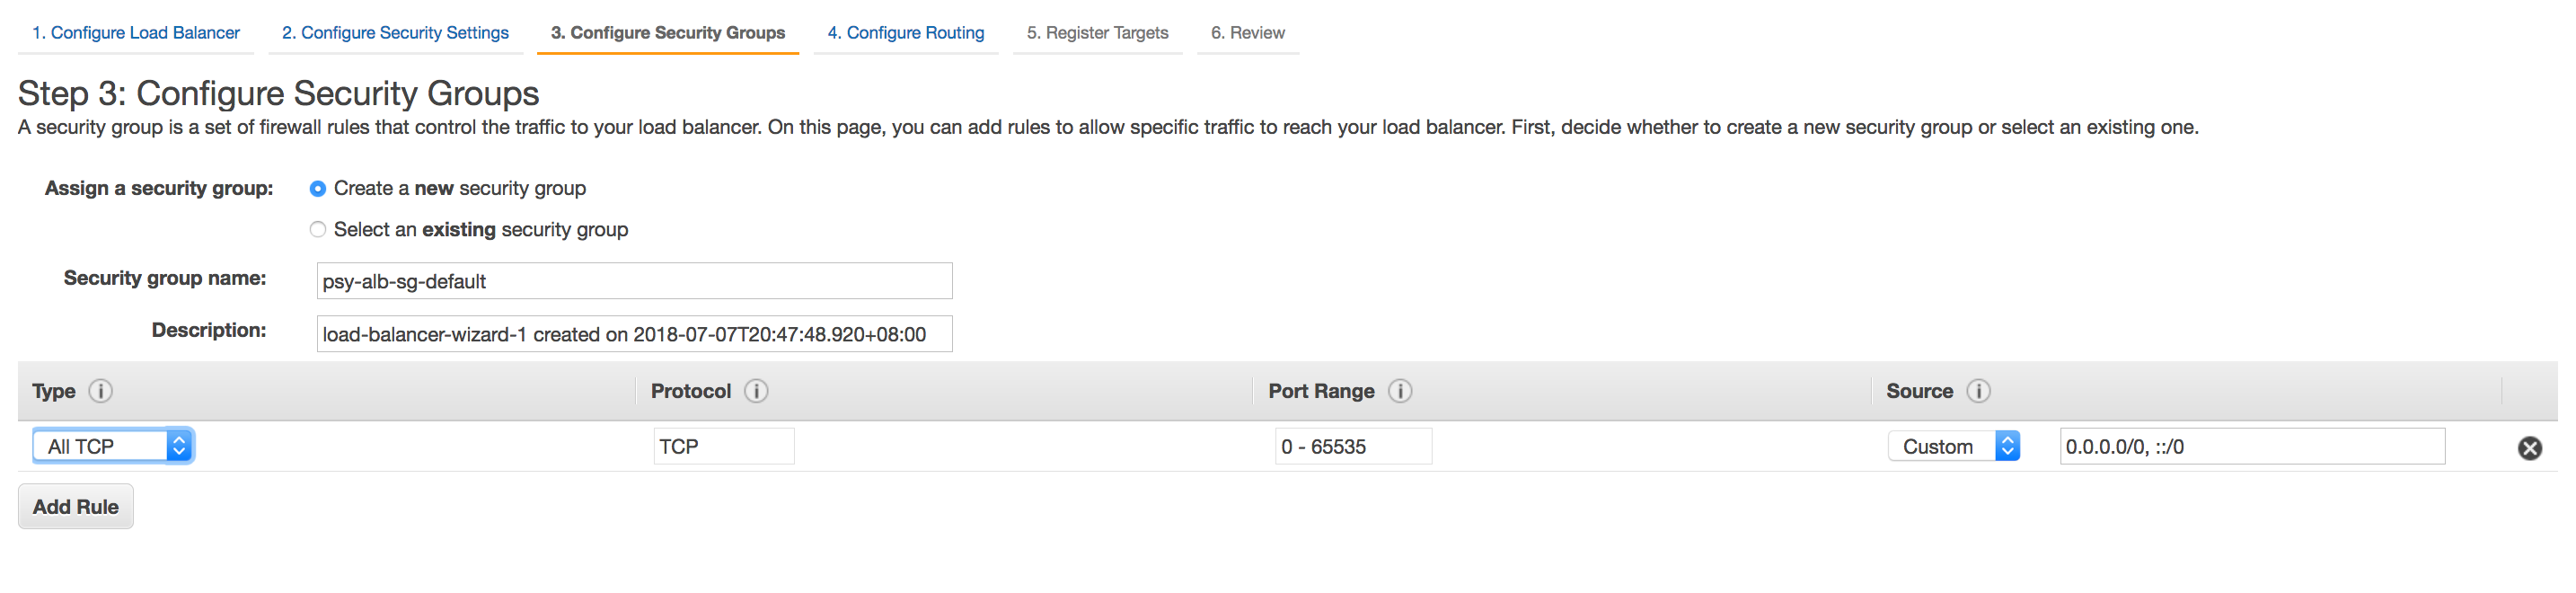 1. Configure Load Balancer 2. Configure Security Settings 3. Configure Security Groups 4. Configure Routing 5. Register Targets 6. Review
Step 3: Configure Security Groups
A security group is a set of firewall rules that control the traffic to your load balancer. On this page, you can add rules to allow specific traffic to reach your load balancer. First, decide whether to create a new security group or select an existing one.
Assign a security group: Create a new security group
Select an existing security group
Security group name: psy-alb-sg-default
Description: load-balancer-wizard-1 created on 2018-07-07T20:47:48.920+08:00
Type i Protocol i Port Range i Source i
All TCP TCP 0 - 65535 Custom 0.0.0.0/0, ::/0
Add Rule